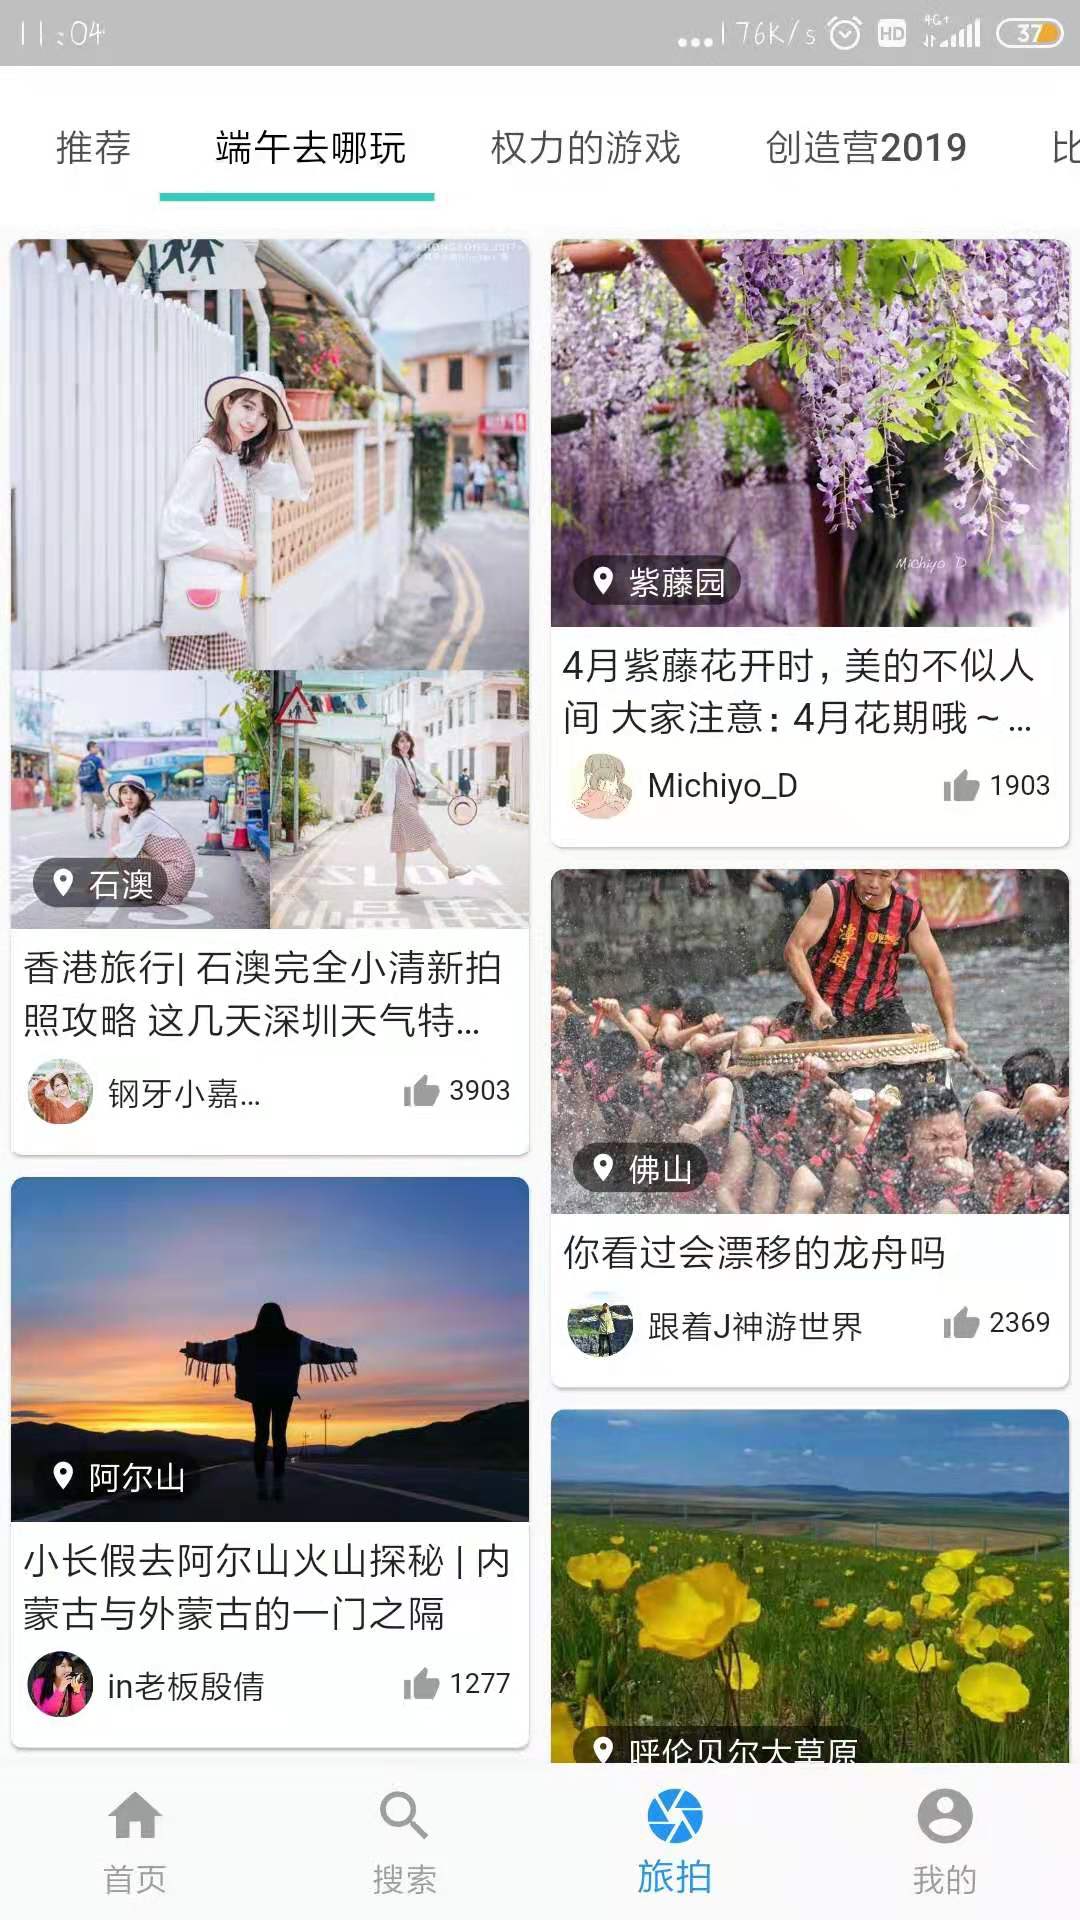 11:04
...176K/s
HD
4G+
37
推荐
端午去哪玩
权力的游戏
创造营2019
比
石澳
香港旅行| 石澳完全小清新拍
照攻略 这几天深圳天气特...
钢牙小嘉...
3903
阿尔山
小长假去阿尔山火山探秘 | 内
蒙古与外蒙古的一门之隔
in老板殷倩
1277
Michiyo D
紫藤园
4月紫藤花开时，美的不似人
间 大家注意：4月花期哦～...
Michiyo_D
1903
佛山
你看过会漂移的龙舟吗
跟着J神游世界
2369
呼伦贝尔大草原
首页
搜索
旅拍
我的